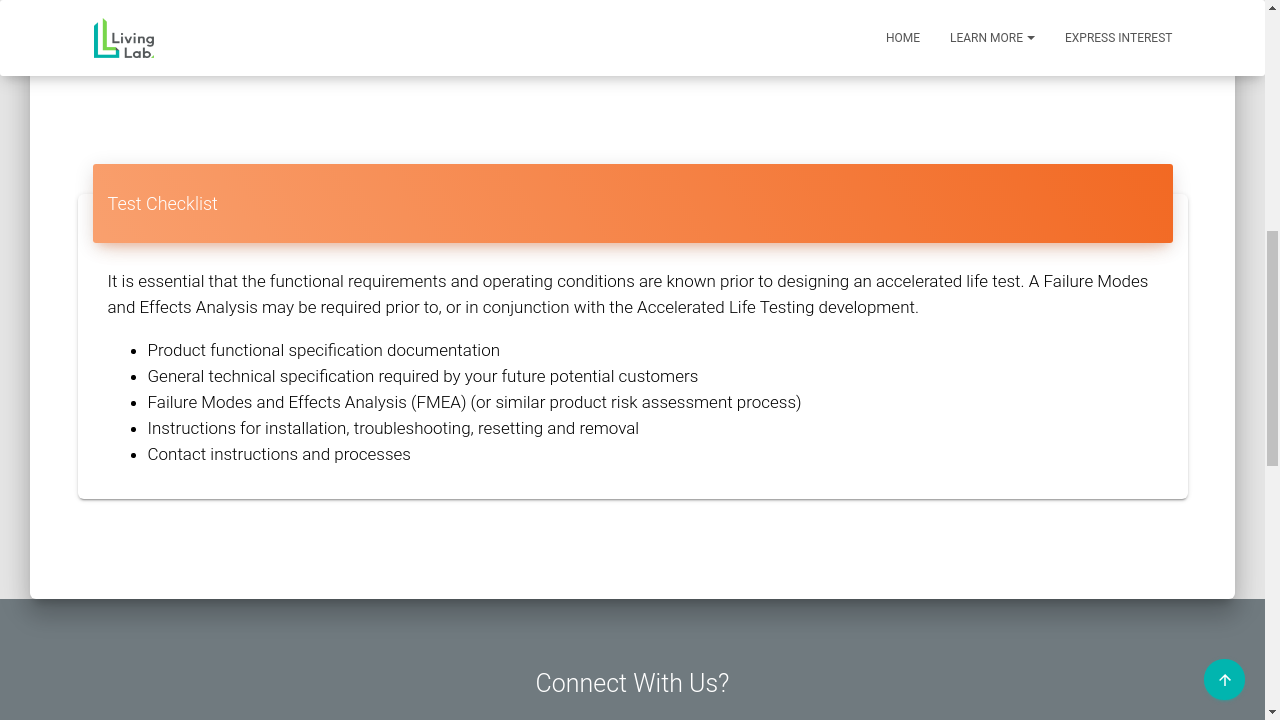 Living
Lab.
HOME
LEARN MORE
EXPRESS INTEREST
Test Checklist
It is essential that the functional requirements and operating conditions are known prior to designing an accelerated life test. A Failure Modes
and Effects Analysis may be required prior to, or in conjunction with the Accelerated Life Testing development.
Product functional specification documentation
General technical specification required by your future potential customers
Failure Modes and Effects Analysis (FMEA) (or similar product risk assessment process)
Instructions for installation, troubleshooting, resetting and removal
Contact instructions and processes
Connect With Us?